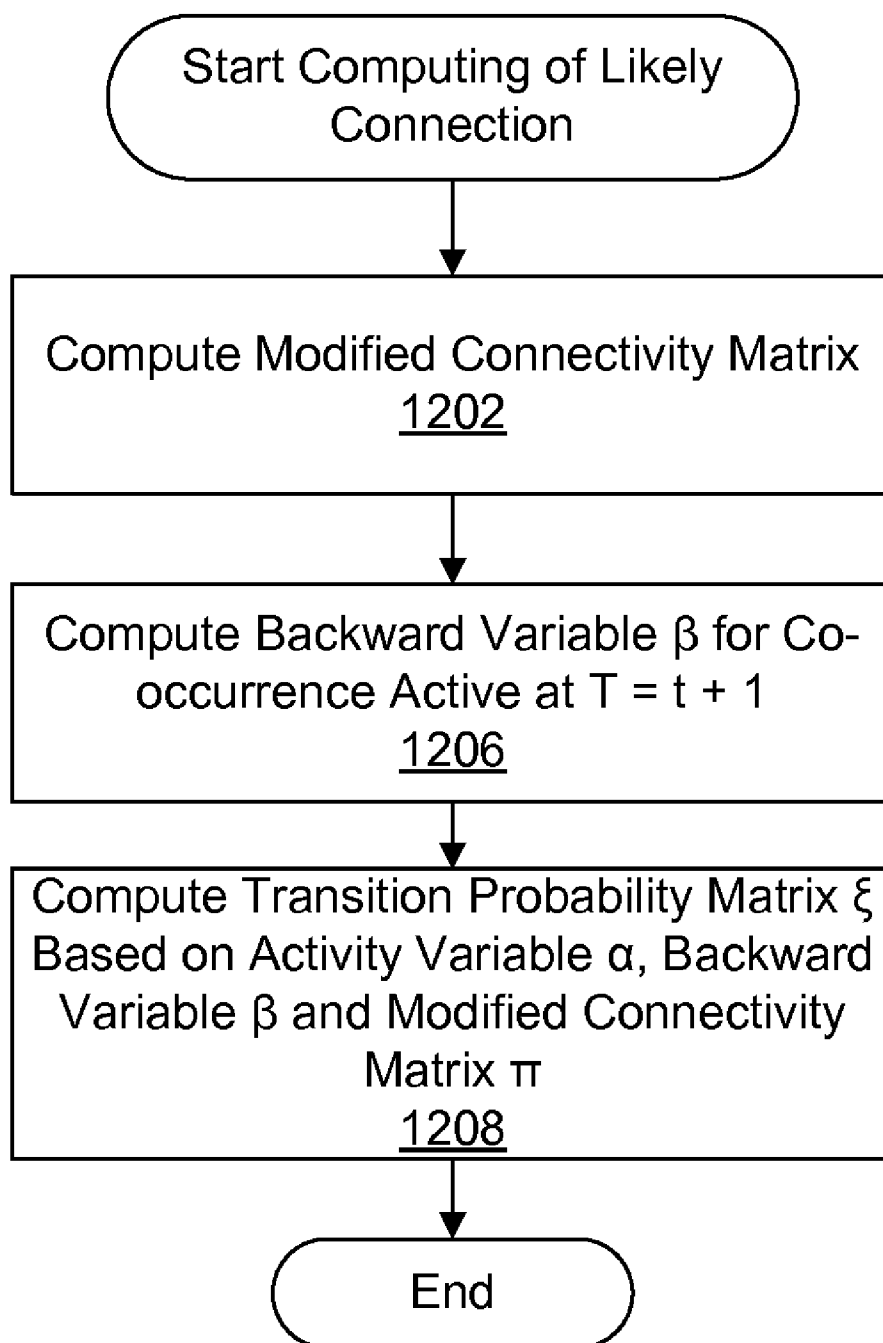 Start Computing of Likely
Connection
Compute Modified Connectivity Matrix
1202
Compute Backward Variable β for Co-
occurrence Active at T = t + 1
1206
Compute Transition Probability Matrix ξ
Based on Activity Variable α, Backward
Variable β and Modified Connectivity
Matrix π
1208
End